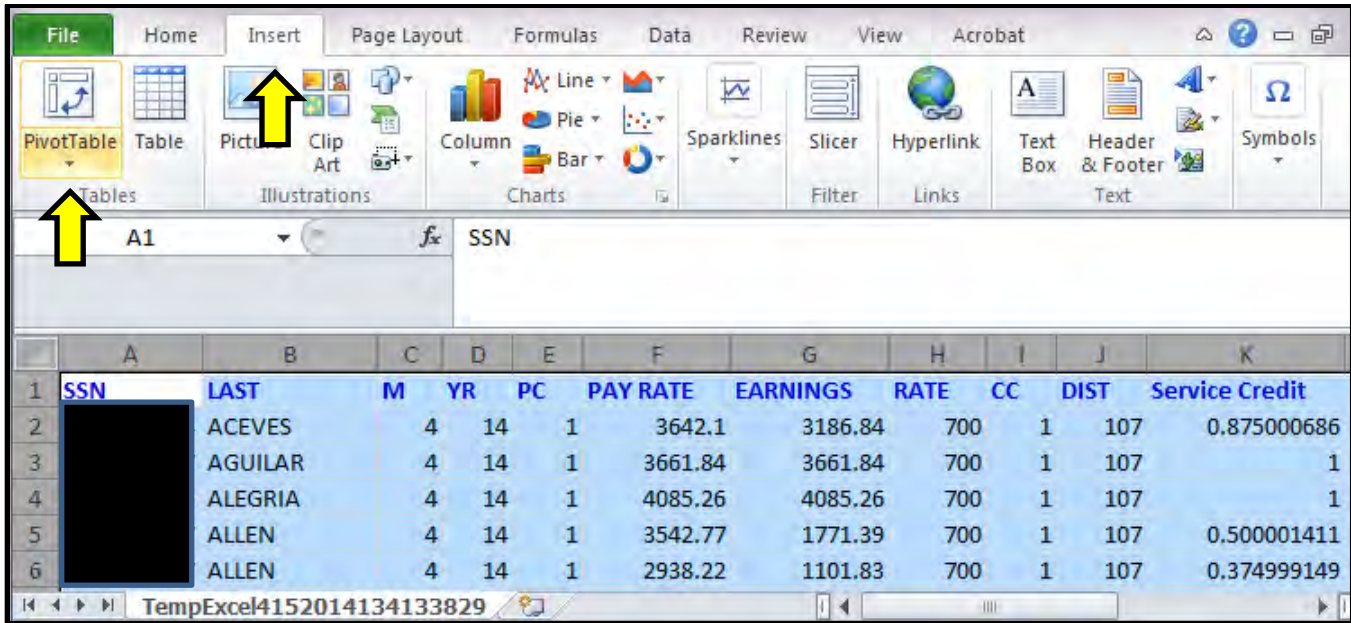 File Home Insert Page Layout Formulas Data Review View Acrobat
Line
Pie
Bar
PivotTable Table Clip Art Column Sparklines Slicer Hyperlink Text Box Header & Footer Symbols
Tables Illustrations Charts Filter Links Text
A1 fx SSN
A B C D E F G H I J K
1 SSN LAST M YR PC PAY RATE EARNINGS RATE CC DIST Service Credit
2 ACEVES 4 14 1 3642.1 3186.84 700 1 107 0.875000686
3 AGUILAR 4 14 1 3661.84 3661.84 700 1 107 1
4 ALEGRIA 4 14 1 4085.26 4085.26 700 1 107 1
5 ALLEN 4 14 1 3542.77 1771.39 700 1 107 0.500001411
6 ALLEN 4 14 1 2938.22 1101.83 700 1 107 0.374999149
TempExcel4152014134133829